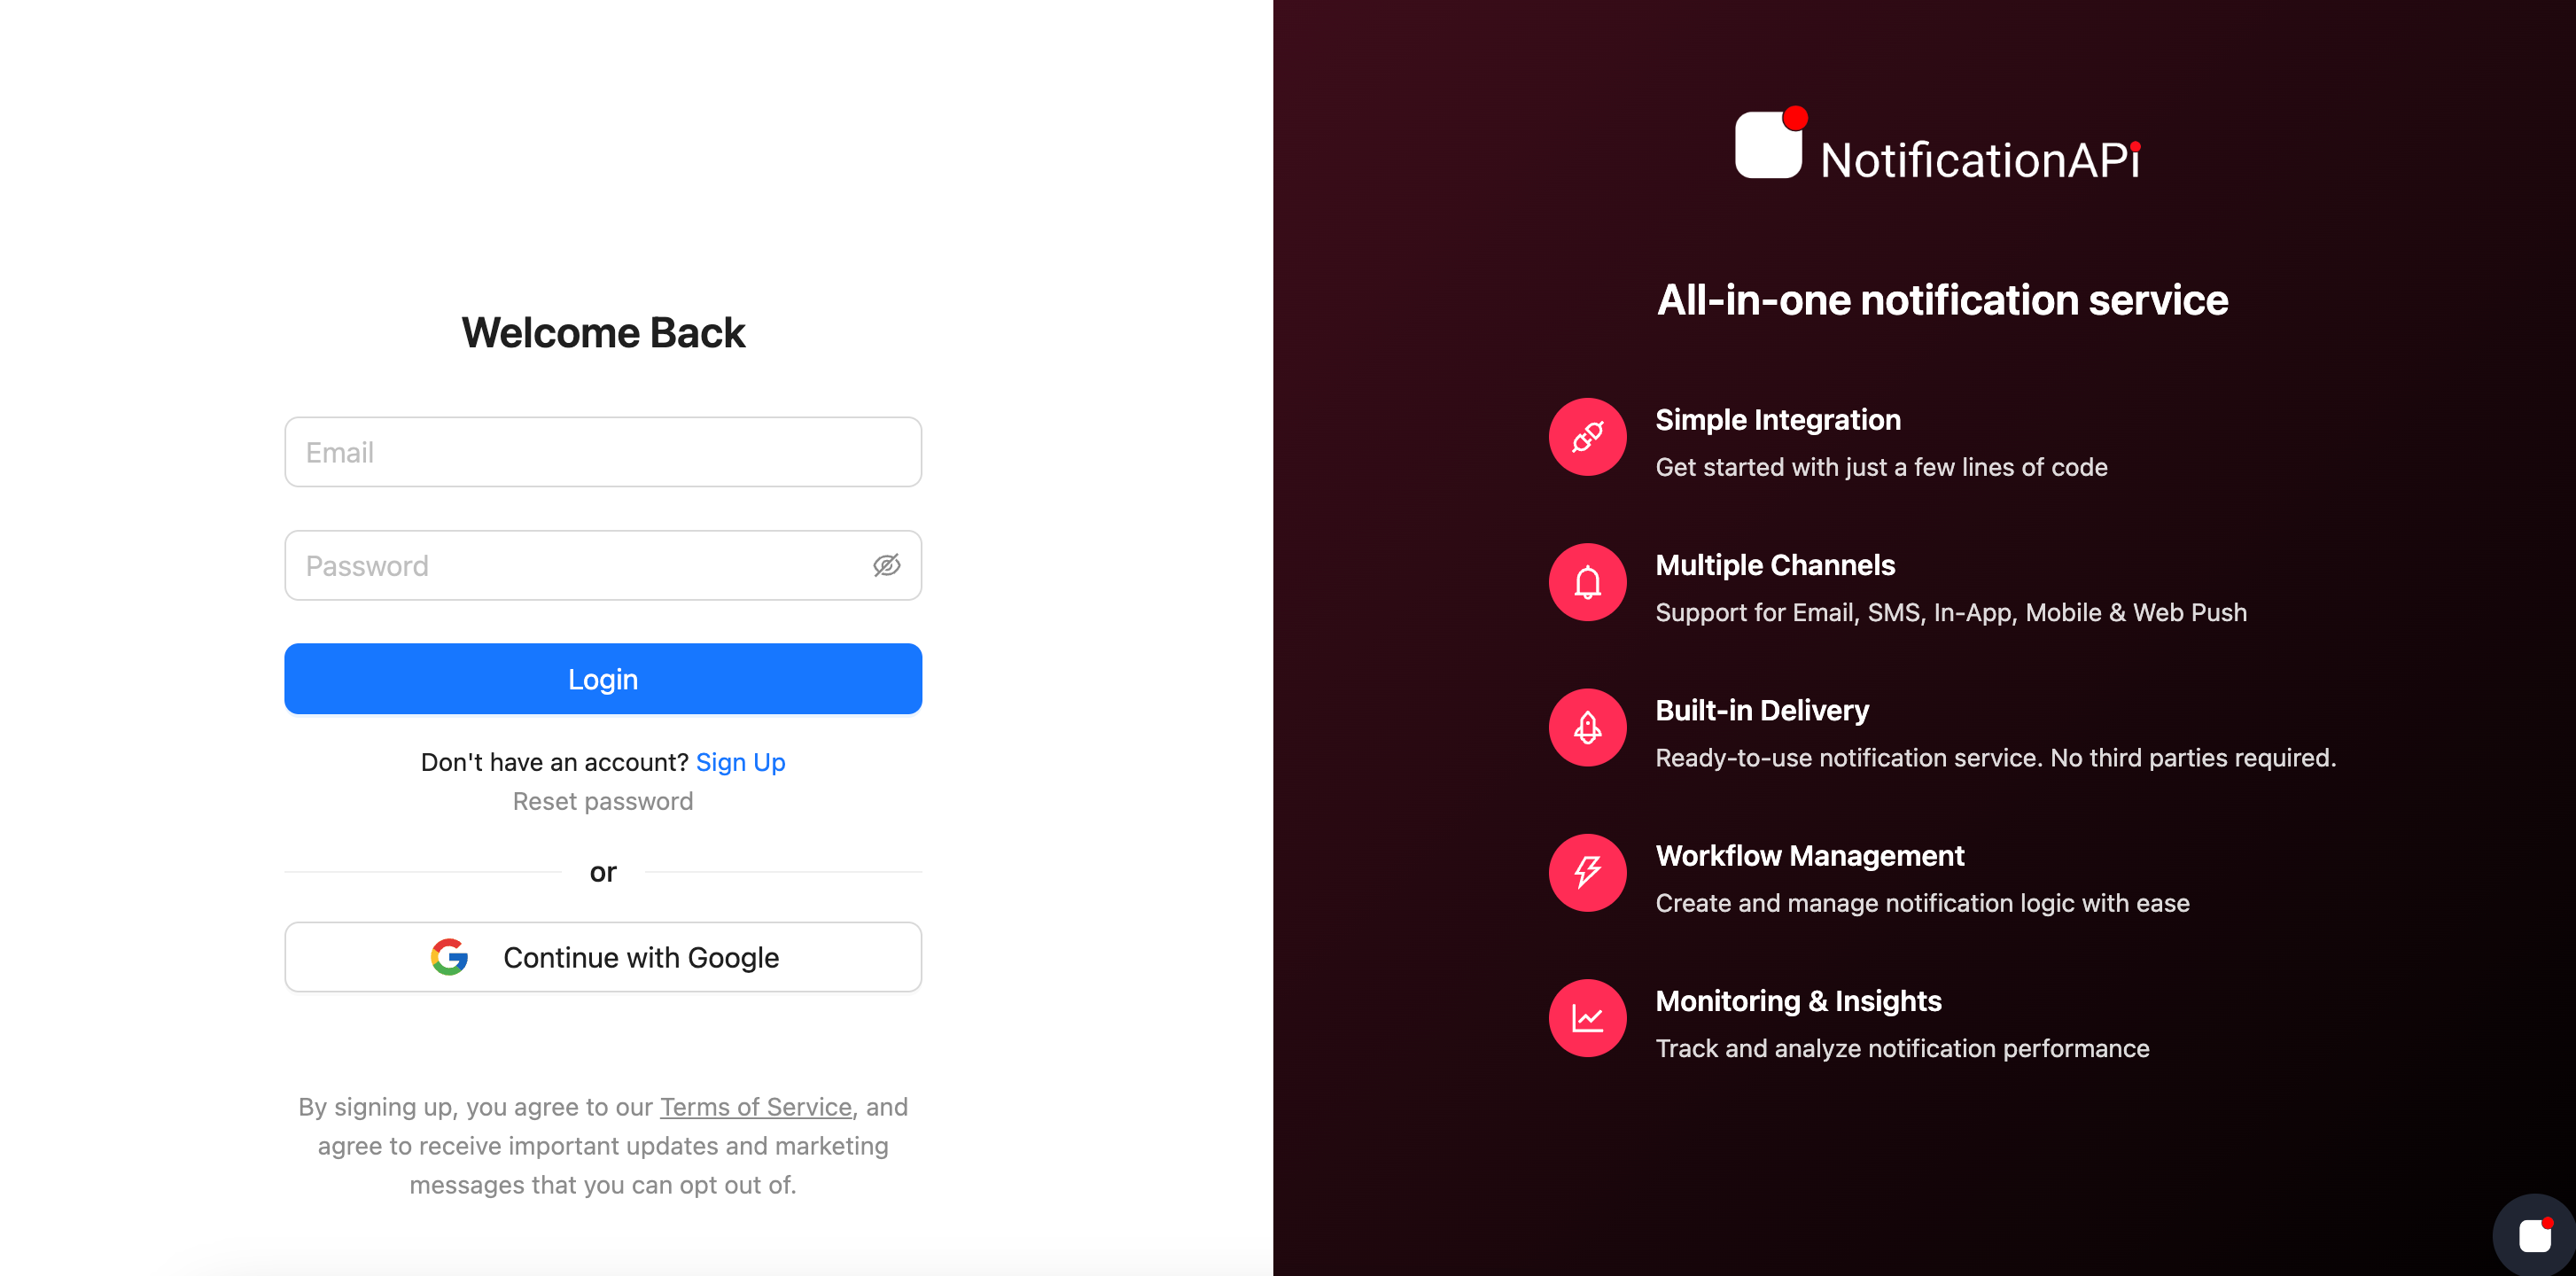 Welcome Back
Email
Password
Login
Don't have an account? Sign Up
Reset password
or
Continue with Google
By signing up, you agree to our Terms of Service, and
agree to receive important updates and marketing
messages that you can opt out of.
NotificationAPi
All-in-one notification service
Simple Integration
Get started with just a few lines of code
Multiple Channels
Support for Email, SMS, In-App, Mobile & Web Push
Built-in Delivery
Ready-to-use notification service. No third parties required.
Workflow Management
Create and manage notification logic with ease
Monitoring & Insights
Track and analyze notification performance